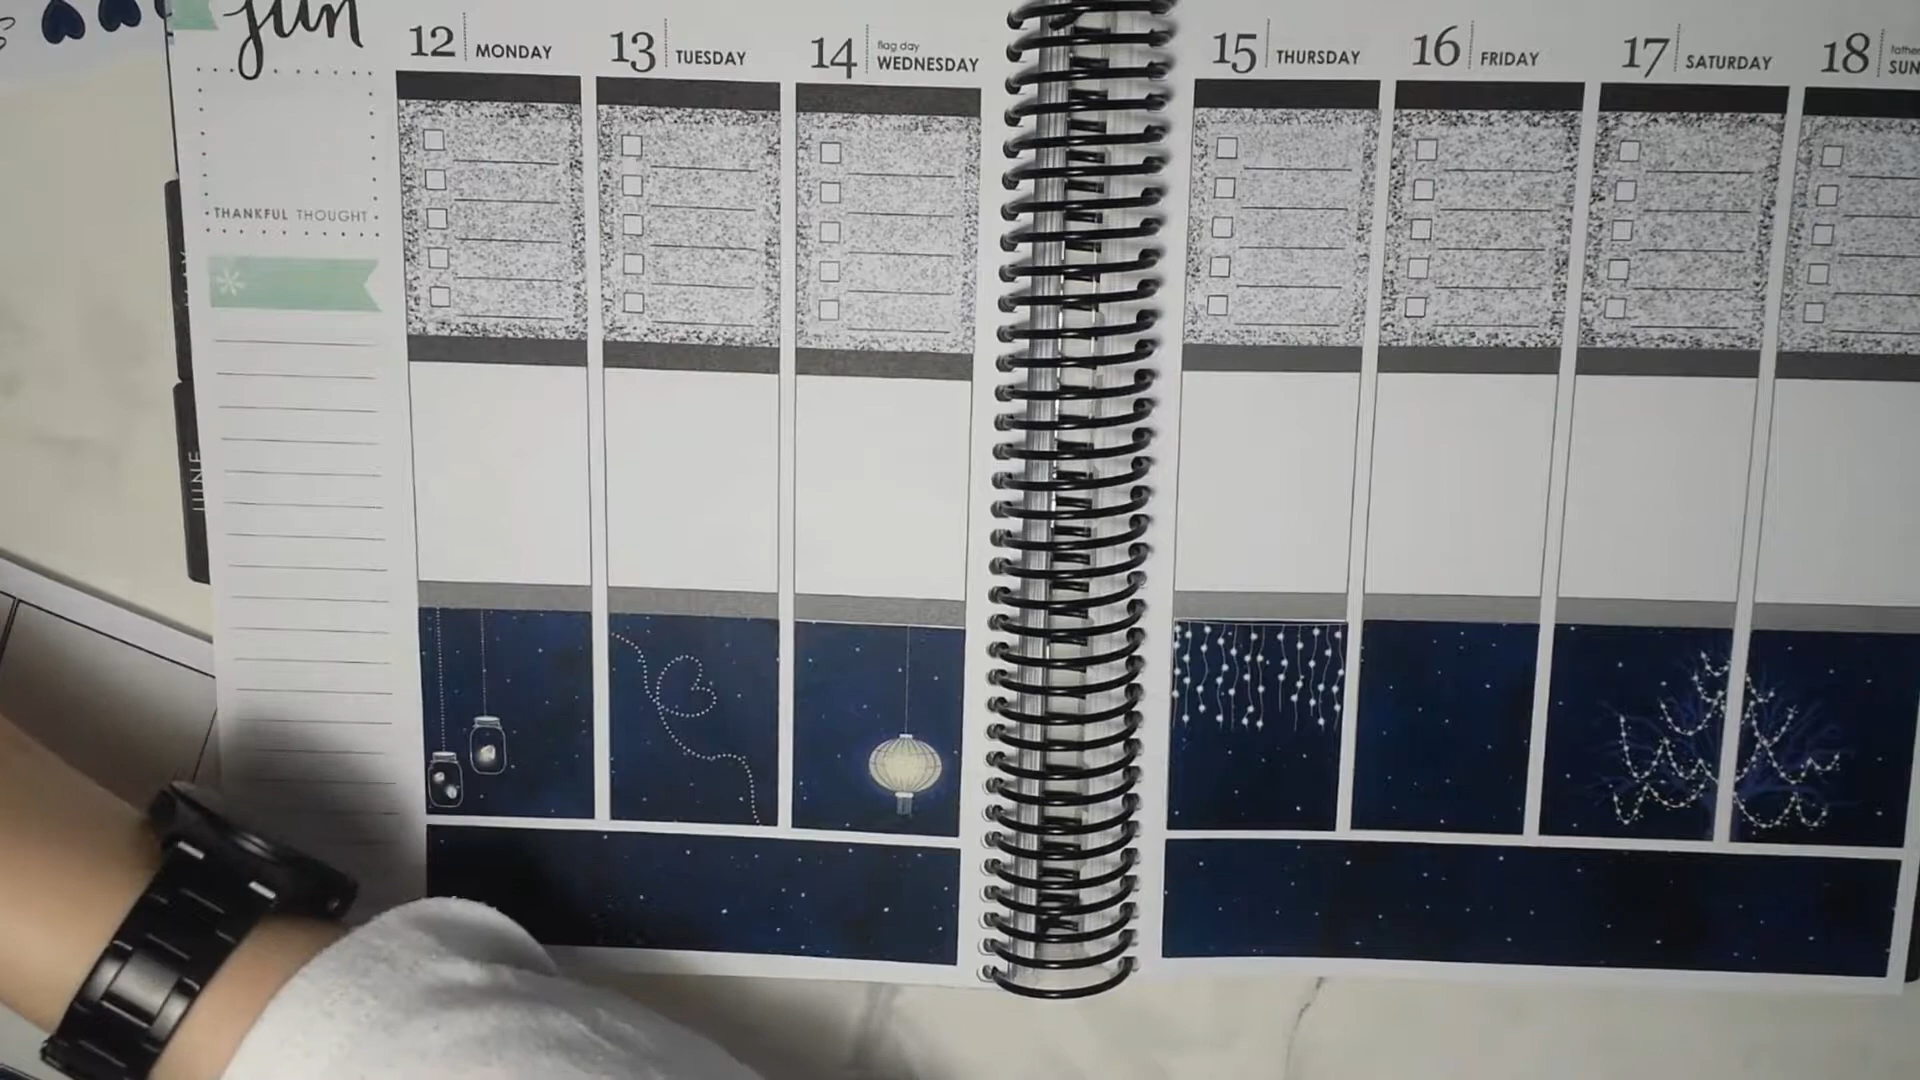 jun
12 MONDAY
13 TUESDAY
14 flag day WEDNESDAY
15 THURSDAY
16 FRIDAY
17 SATURDAY
18
THANKFUL THOUGHT
JUNE